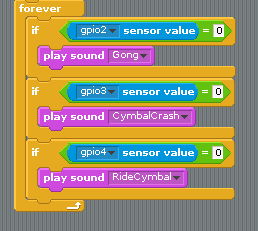 forever
if gpio2 sensor value = 0
play sound Gong
if gpio3 sensor value = 0
play sound CymbalCrash
if gpio4 sensor value = 0
play sound RideCymbal